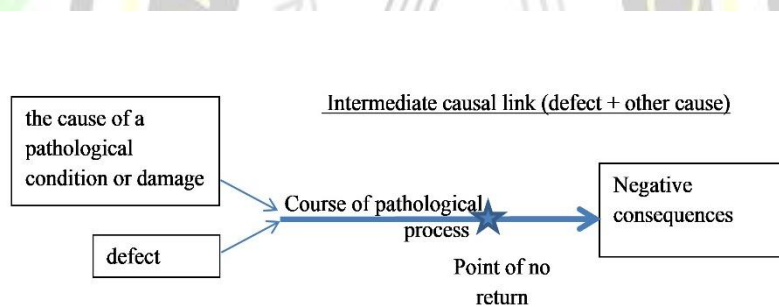 Intermediate causal link (defect + other cause)
the cause of a
pathological
condition or damage
defect
Course of pathological
process
Point of no
return
Negative
consequences